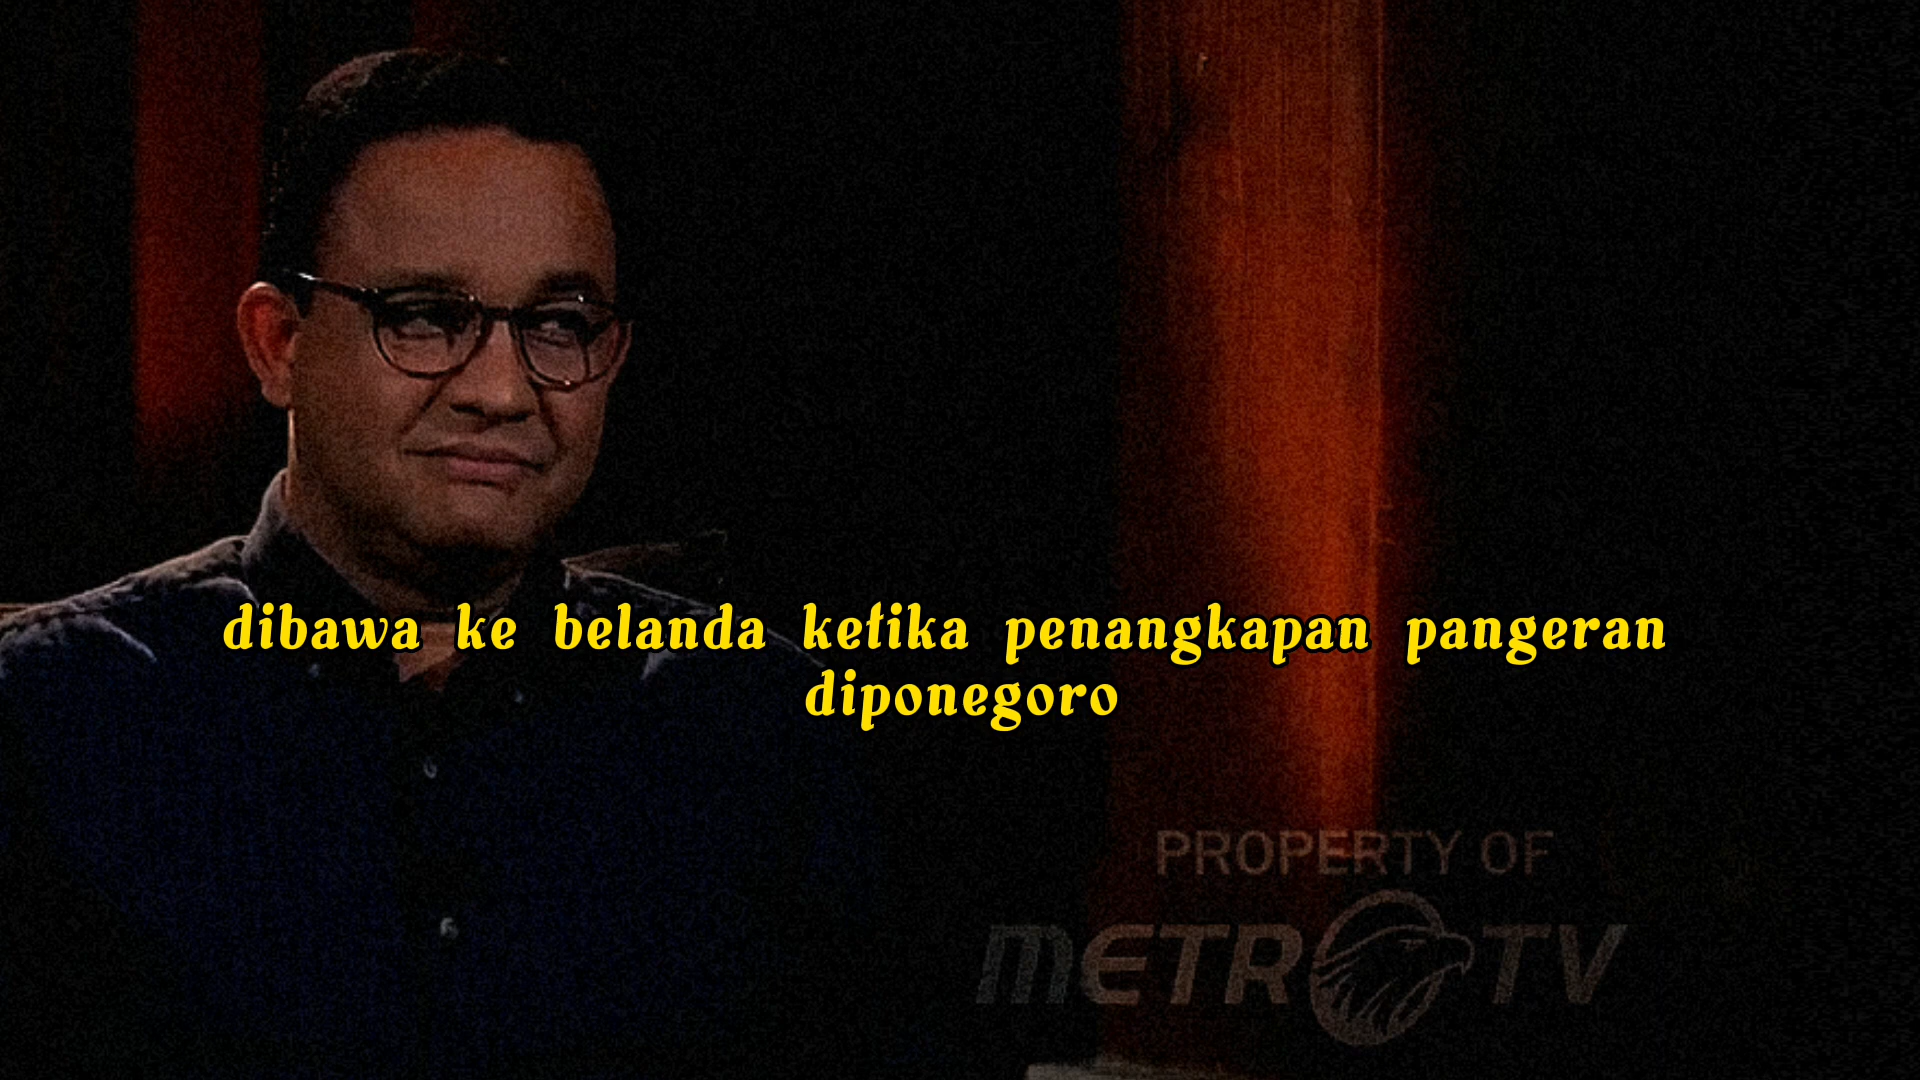 dibawa ke belanda ketika penangkapan pangeran
diponegoro
PROPERTY OF
METRO TV